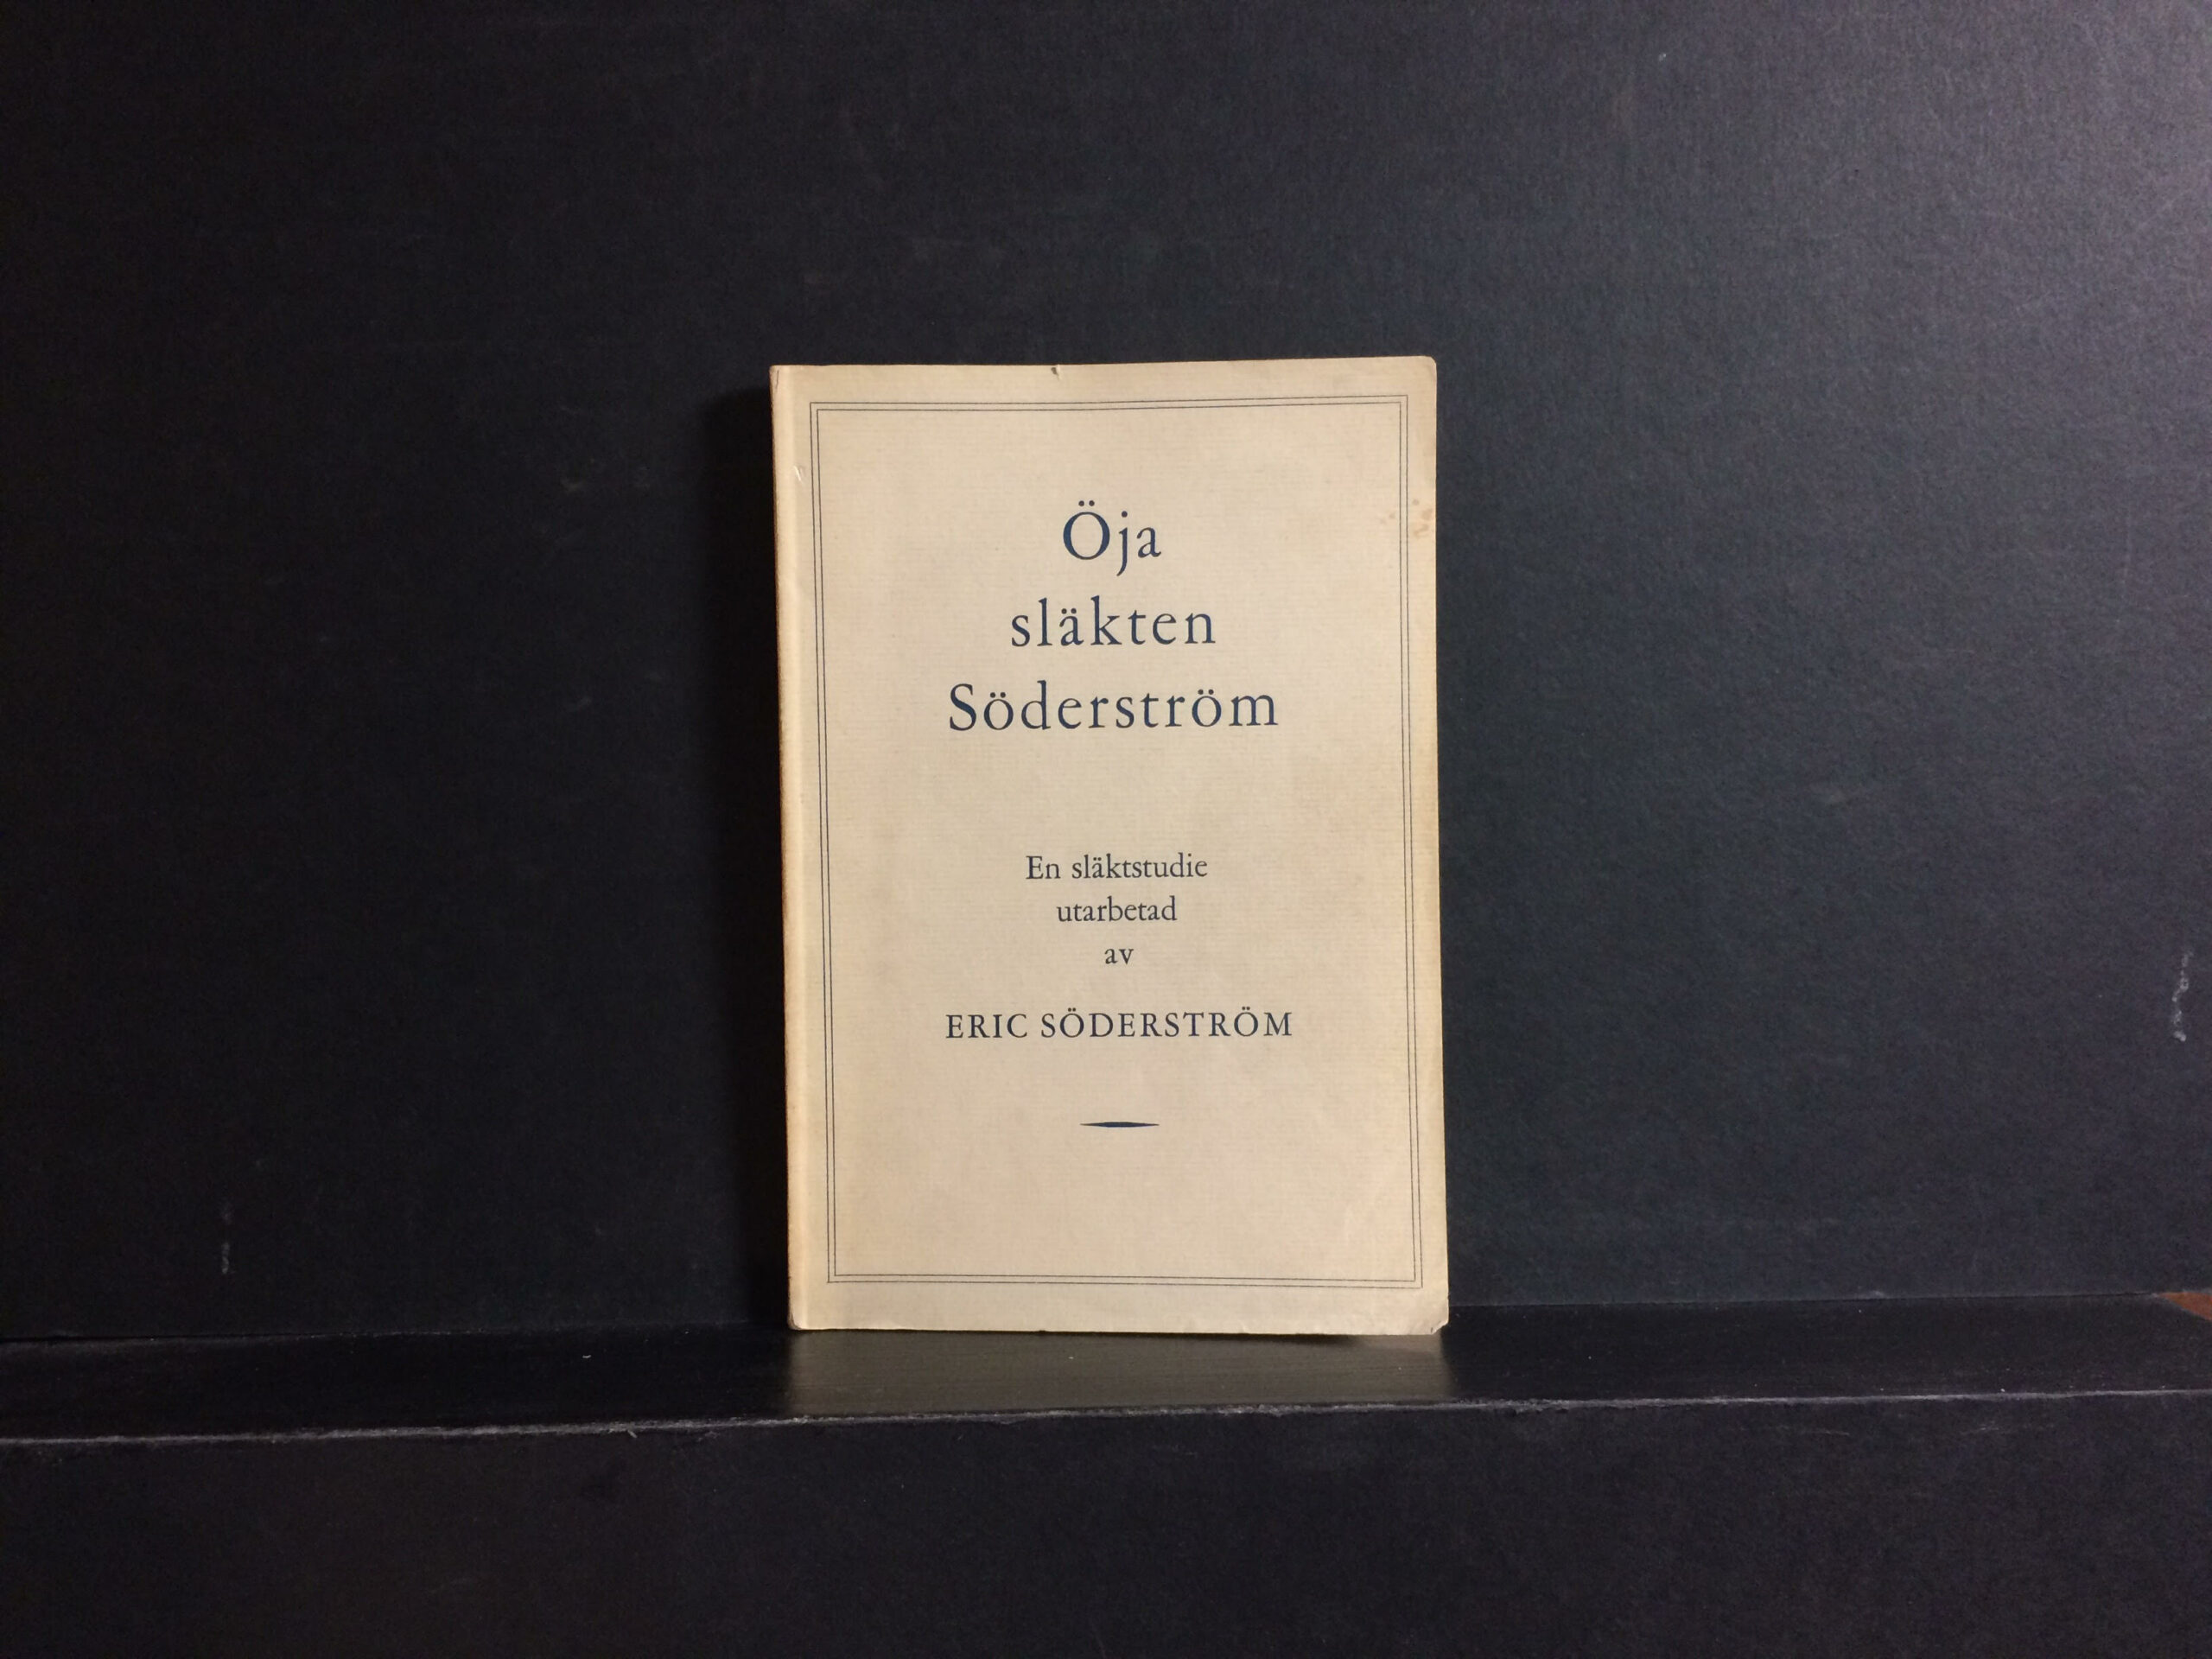 Öja
släkten
Söderström
En släktstudie
utarbetad
av
ERIC SÖDERSTRÖM